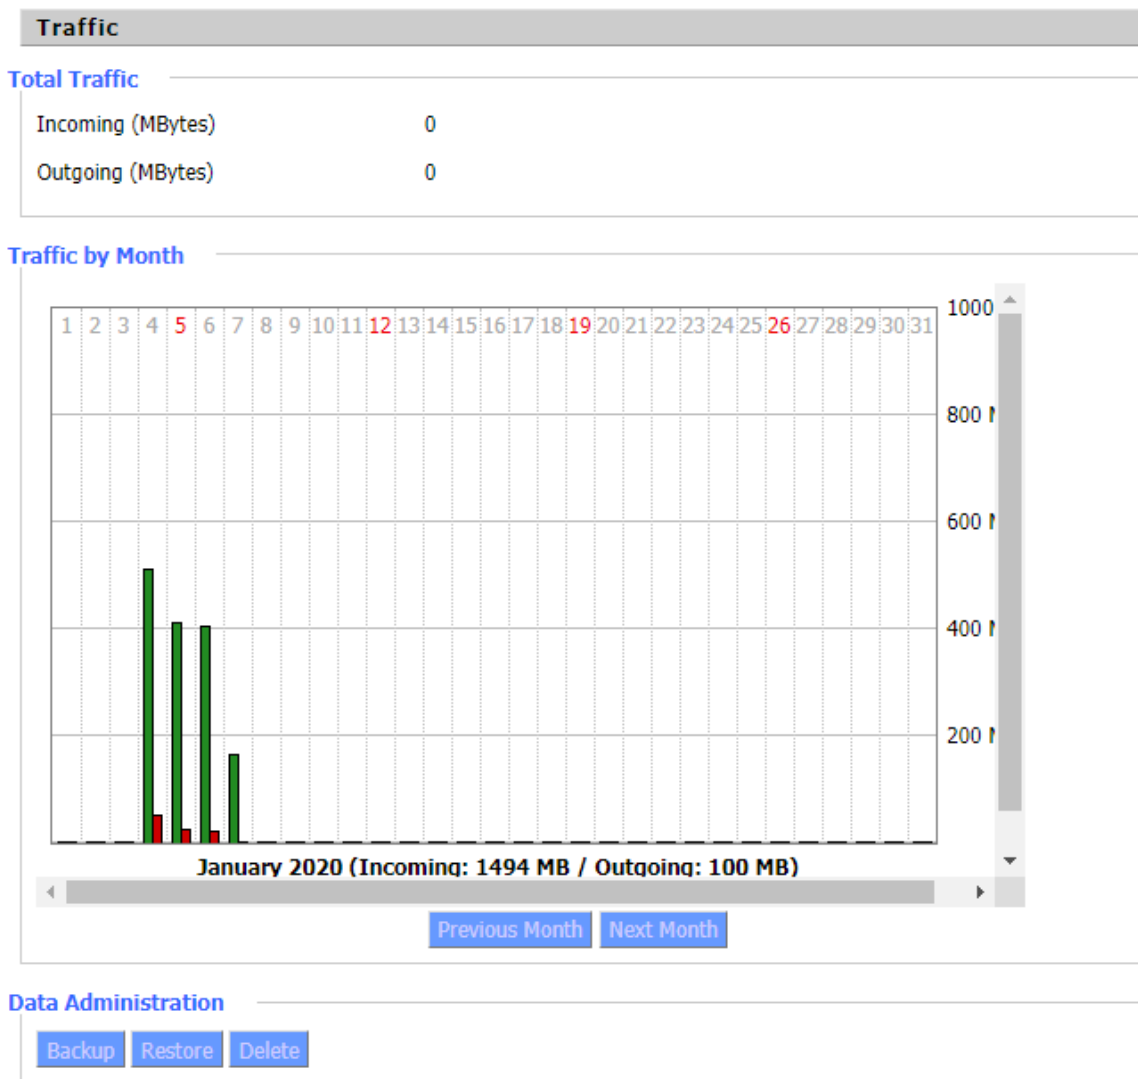 Traffic
Total Traffic
Incoming (MBytes) 0
Outgoing (MBytes) 0
Traffic by Month
1 2 3 4 5 6 7 8 9 10 11 12 13 14 15 16 17 18 19 20 21 22 23 24 25 26 27 28 29 30 31
1000
800
600
400
200
January 2020 (Incoming: 1494 MB / Outgoing: 100 MB)
Previous Month Next Month
Data Administration
Backup Restore Delete